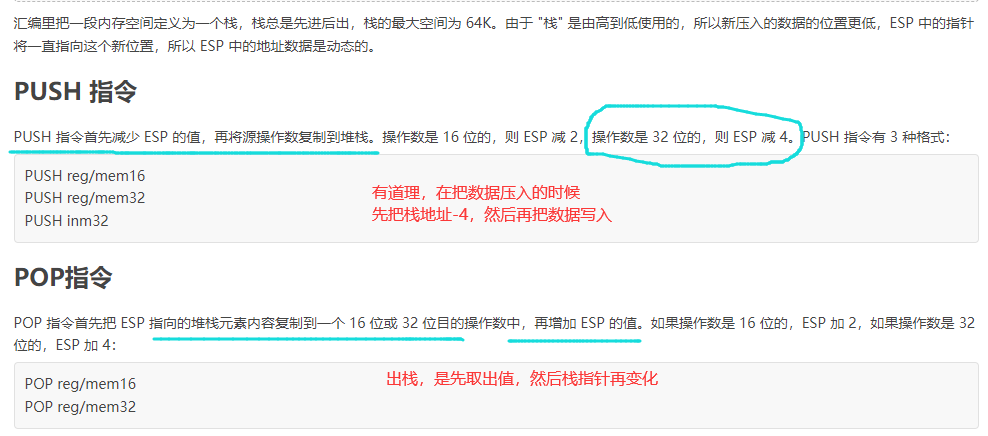 汇编里把一段内存空间定义为一个栈，栈总是先进后出，栈的最大空间为 64K。由于 "栈" 是由高到低使用的，所以新压入的数据的位置更低，ESP 中的指针
将一直指向这个新位置，所以 ESP 中的地址数据是动态的。
PUSH 指令
PUSH 指令首先减少 ESP 的值，再将源操作数复制到堆栈。操作数是 16 位的，则 ESP 减 2，操作数是 32 位的，则 ESP 减 4。PUSH 指令有 3 种格式：
PUSH reg/mem16
PUSH reg/mem32
PUSH inm32
有道理，在把数据压入的时候
先把栈地址-4，然后再把数据写入
POP指令
POP 指令首先把 ESP 指向的堆栈元素内容复制到一个 16 位或 32 位目的操作数中，再增加 ESP 的值。如果操作数是 16 位的，ESP 加 2，如果操作数是 32
位的，ESP 加 4：
POP reg/mem16
POP reg/mem32
出栈，是先取出值，然后栈指针再变化